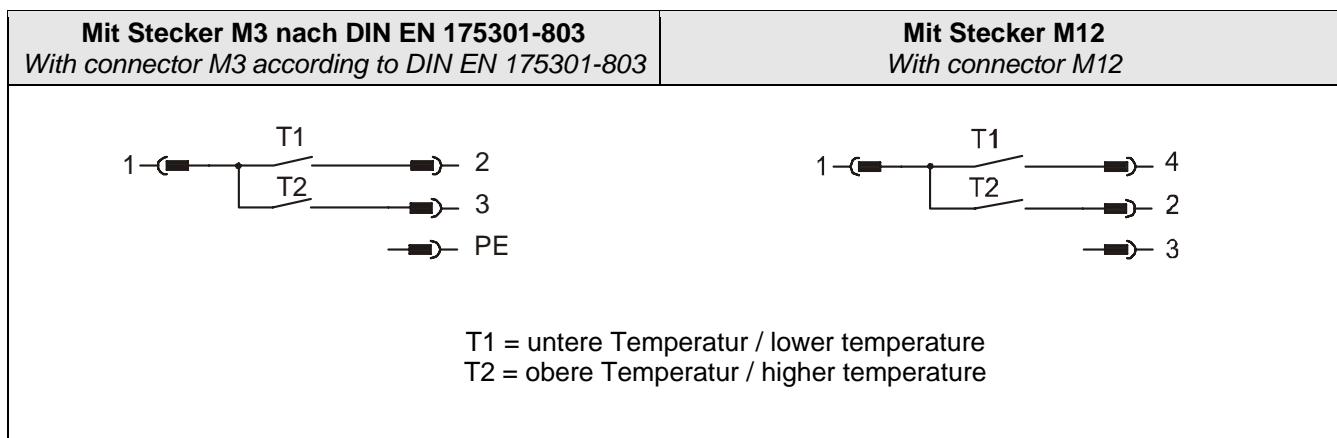 Mit Stecker M3 nach DIN EN 175301-803
With connector M3 according to DIN EN 175301-803
Mit Stecker M12
With connector M12
T1
1
2
T2
3
PE
T1
1
4
T2
2
3
T1 = untere Temperatur / lower temperature
T2 = obere Temperatur / higher temperature